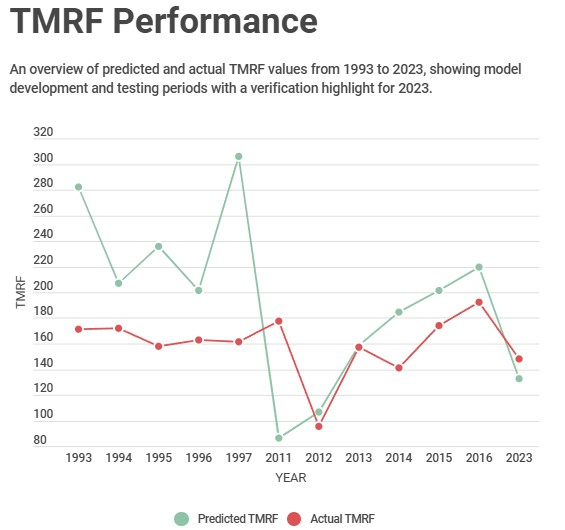 TMRF Performance
An overview of predicted and actual TMRF values from 1993 to 2023, showing model
development and testing periods with a verification highlight for 2023.
320
300
280
260
240
220
200
180
160
140
120
100
80
TMRF
1993 1994 1995 1996 1997 2011 2012 2013 2014 2015 2016 2023
YEAR
Predicted TMRF Actual TMRF